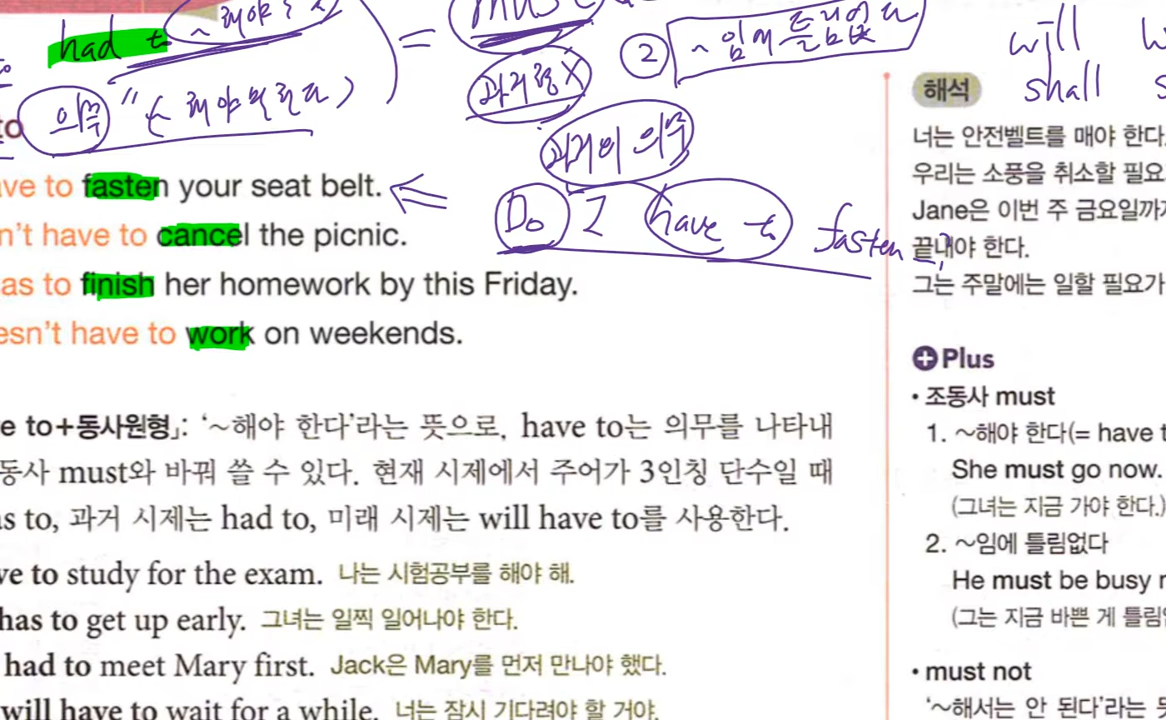 had to ~해야 했다 = must
② ~임에 틀림없다
will
shall
과거형 X
의무 " (~해야만 한다)
과거의 의무
해석
to
ve to fasten your seat belt.
Do I have to fasten ?
n't have to cancel the picnic.
as to finish her homework by this Friday.
esn't have to work on weekends.
너는 안전벨트를 매야 한다.
우리는 소풍을 취소할 필요
Jane은 이번 주 금요일까지
끝내야 한다.
그는 주말에는 일할 필요가
e to+동사원형」: '~해야 한다'라는 뜻으로, have to는 의무를 나타내
동사 must와 바꿔 쓸 수 있다. 현재 시제에서 주어가 3인칭 단수일 때
as to, 과거 시제는 had to, 미래 시제는 will have to를 사용한다.
ve to study for the exam. 나는 시험공부를 해야 해.
has to get up early. 그녀는 일찍 일어나야 한다.
had to meet Mary first. Jack은 Mary를 먼저 만나야 했다.
will have to wait for a while. 너는 잠시 기다려야 할 거야.
Plus
• 조동사 must
1. ~해야 한다(= have t
She must go now.
(그녀는 지금 가야 한다.)
2. ~임에 틀림없다
He must be busy
(그는 지금 바쁜 게 틀림없
• must not
'~해서는 안 된다'라는